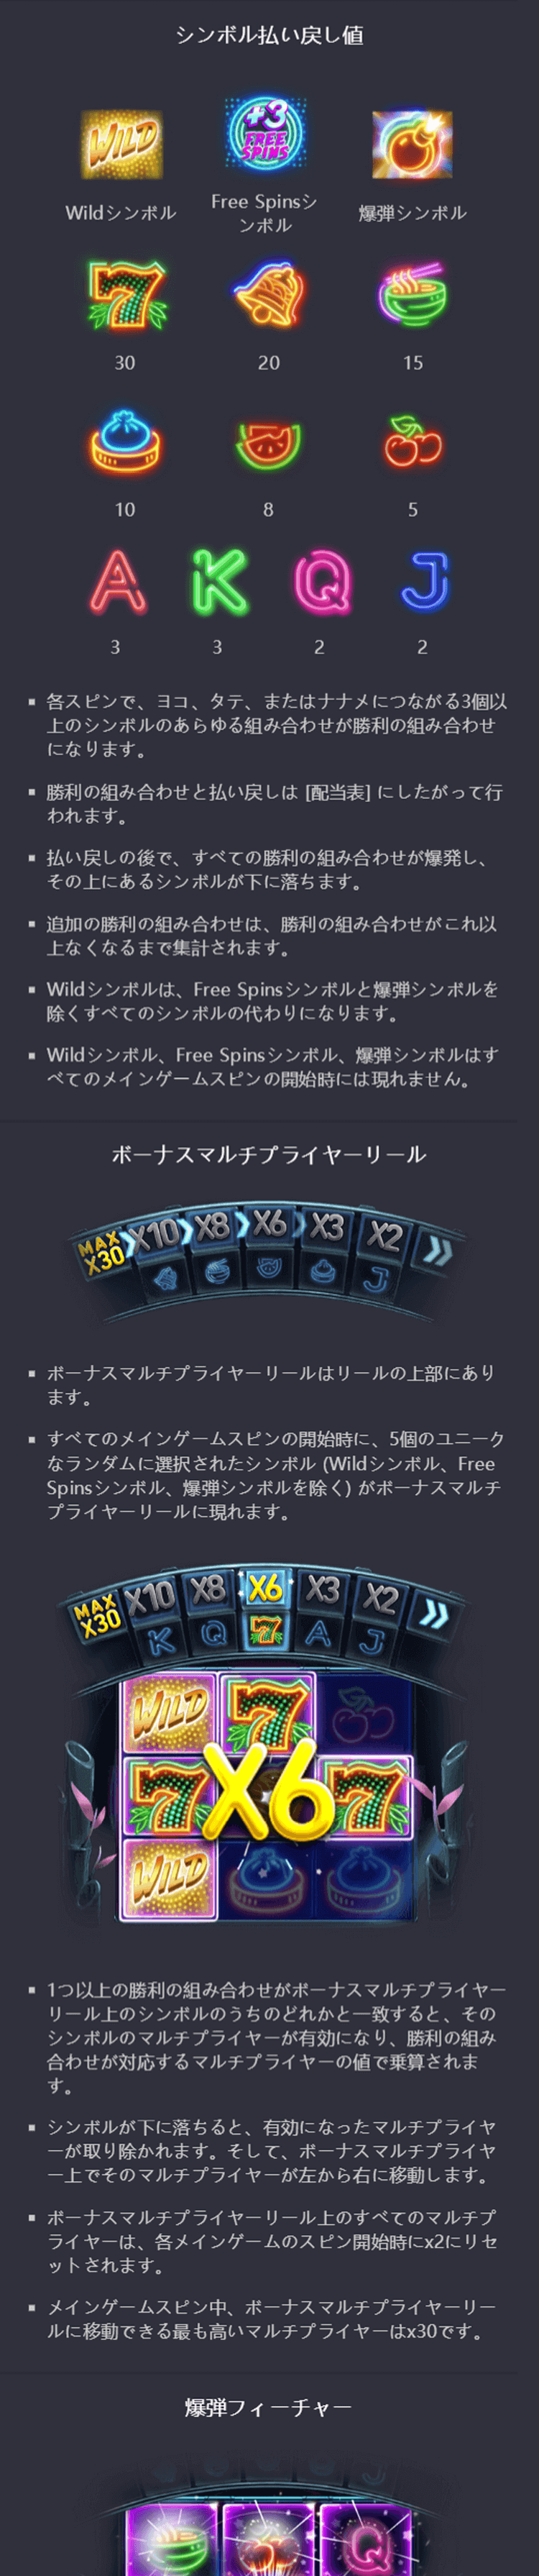 シンボル払い戻し値
WILD
+3
FREE
SPINS
Wildシンボル
Free Spinsシ
ンボル
爆弾シンボル
7
30
20
15
10
8
5
A
K
Q
J
3
3
2
2
各スピンで、ヨコ、タテ、またはナナメにつながる3個以
上のシンボルのあらゆる組み合わせが勝利の組み合わせ
になります。
勝利の組み合わせと払い戻しは [配当表] にしたがって行
われます。
払い戻しの後で、すべての勝利の組み合わせが爆発し、
その上にあるシンボルが下に落ちます。
追加の勝利の組み合わせは、勝利の組み合わせがこれ以
上なくなるまで集計されます。
Wildシンボルは、Free Spinsシンボルと爆弾シンボルを
除くすべてのシンボルの代わりになります。
Wildシンボル、Free Spinsシンボル、爆弾シンボルはす
べてのメインゲームスピンの開始時には現れません。
ボーナスマルチプライヤーリール
MAX
X30
X10
X8
X6
X3
X2
J
ボーナスマルチプライヤーリールはリールの上部にあり
ます。
すべてのメインゲームスピンの開始時に、5個のユニーク
なランダムに選択されたシンボル (Wildシンボル、Free
Spinsシンボル、爆弾シンボルを除く) がボーナスマルチ
プライヤーリールに現れます。
MAX
X30
X10
X8
X6
X3
X2
K
Q
7
A
J
WILD
7
7
X6
7
WILD
1つ以上の勝利の組み合わせがボーナスマルチプライヤー
リール上のシンボルのうちのどれかと一致すると、その
シンボルのマルチプライヤーが有効になり、勝利の組み
合わせが対応するマルチプライヤーの値で乗算されま
す。
シンボルが下に落ちると、有効になったマルチプライヤ
ーが取り除かれます。そして、ボーナスマルチプライヤ
ー上でそのマルチプライヤーが左から右に移動します。
ボーナスマルチプライヤーリール上のすべてのマルチプ
ライヤーは、各メインゲームのスピン開始時にx2にリセ
ットされます。
メインゲームスピン中、ボーナスマルチプライヤーリー
ルに移動できる最も高いマルチプライヤーはx30です。
爆弾フィーチャー
J
Q